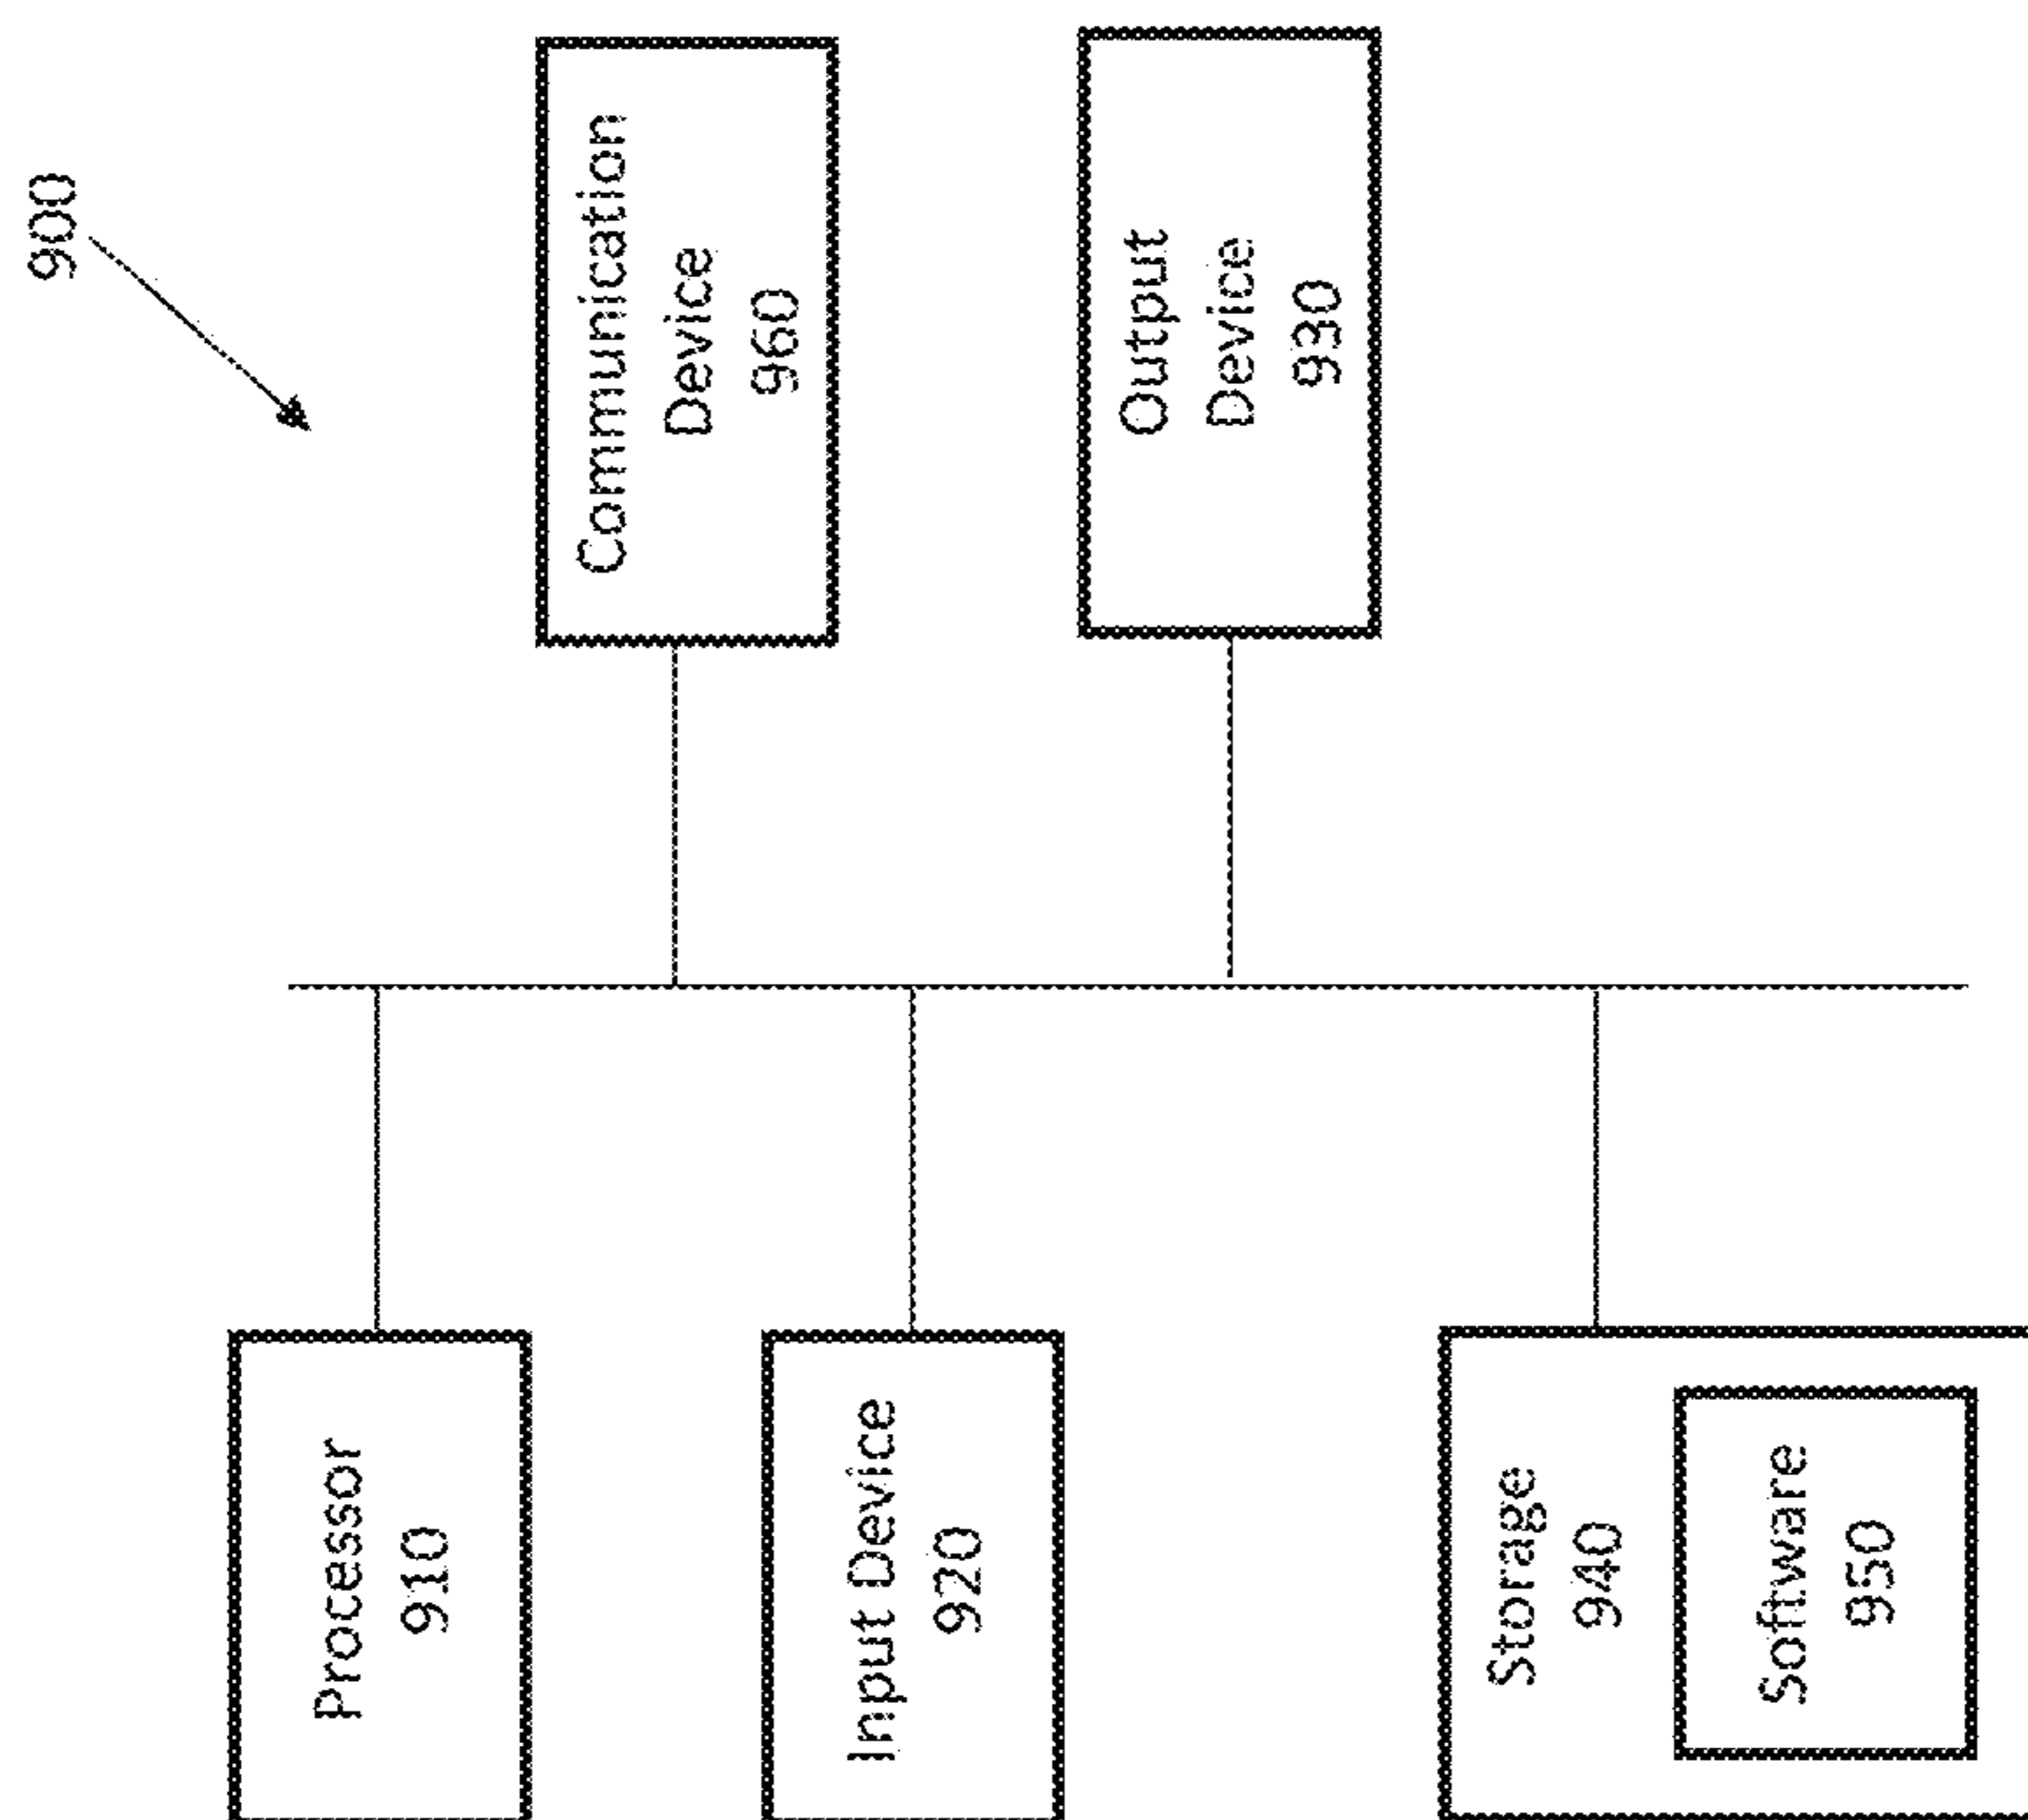 900
Processor
910
Communication
Device
960
Input Device
920
Output
Device
930
Storage
940
Software
950